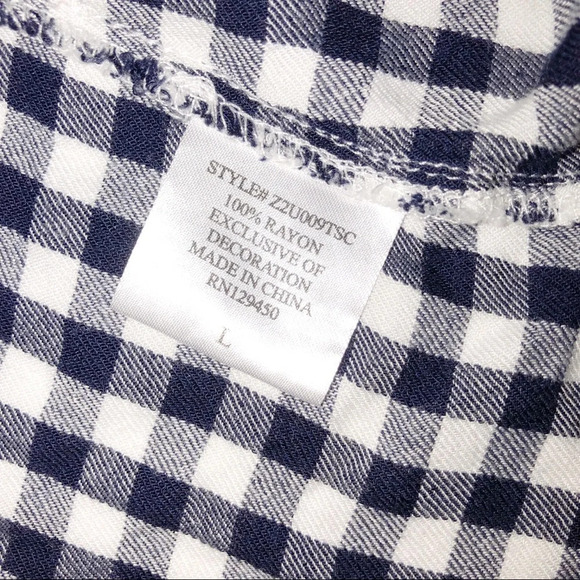 STYLE# Z2U009TSC
100% RAYON
EXCLUSIVE OF
DECORATION
MADE IN CHINA
RN129450
L